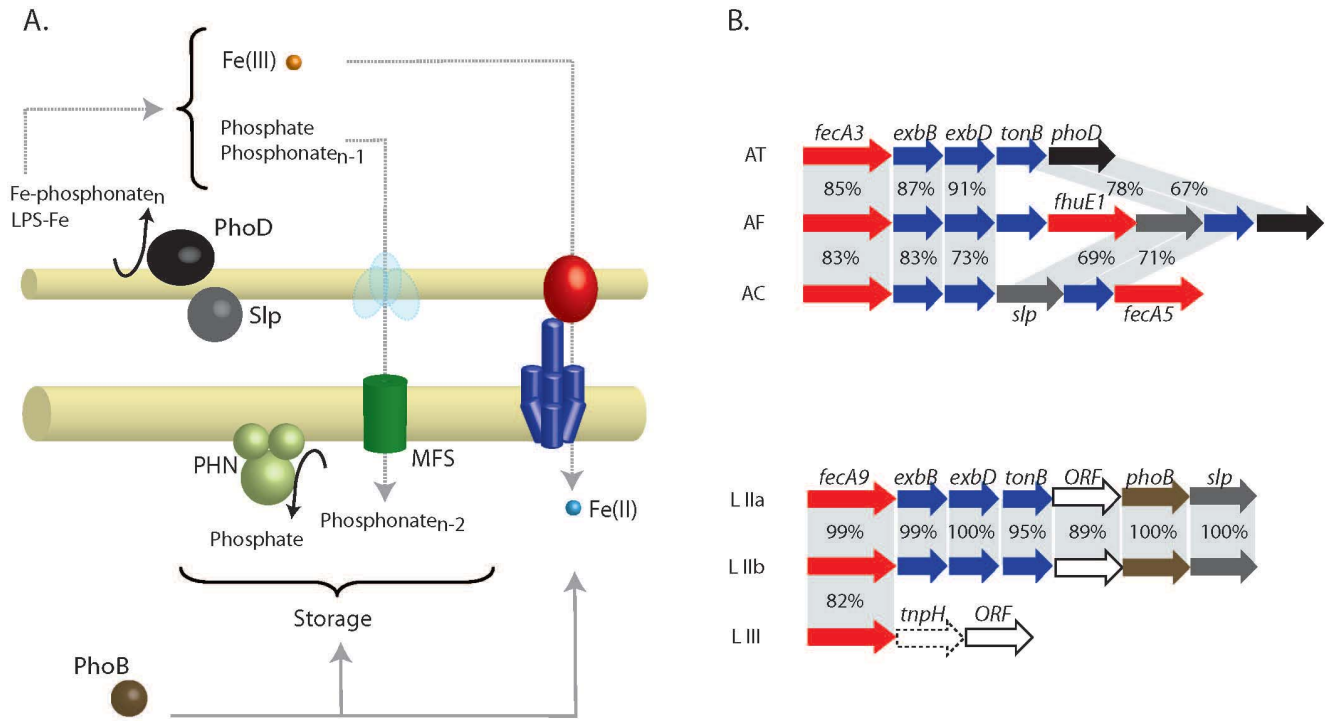 A.
Fe(III)
Phosphate
Phosphonaten-1
Fe-phosphonaten
LPS-Fe
PhoD
Slp
PHN
MFS
Phosphate
Phosphonaten-2
Fe(II)
Storage
PhoB
B.
fecA3 exbB exbD tonB phoD
AT
85% 87% 91% 78% 67%
fhuE1
AF
83% 83% 73% 69% 71%
AC
slp fecA5
fecA9 exbB exbD tonB ORF phoB slp
L IIa
99% 99% 100% 95% 89% 100% 100%
L IIb
82%
tnpH ORF
L III